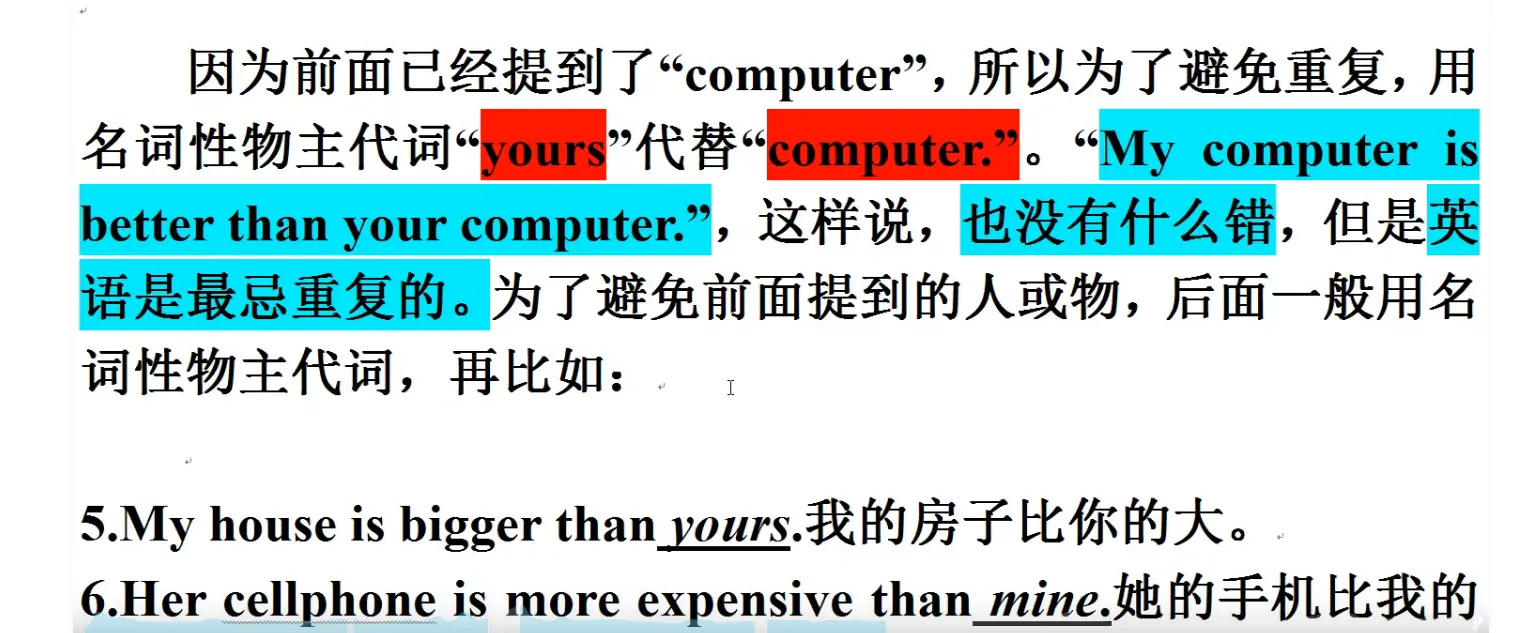 因为前面已经提到了“computer”，所以为了避免重复，用
名词性物主代词“yours”代替“computer.”。“My computer is
better than your computer.”，这样说，也没有什么错，但是英
语是最忌重复的。为了避免前面提到的人或物，后面一般用名
词性物主代词，再比如：
5.My house is bigger than yours.我的房子比你的大。
6.Her cellphone is more expensive than mine.她的手机比我的